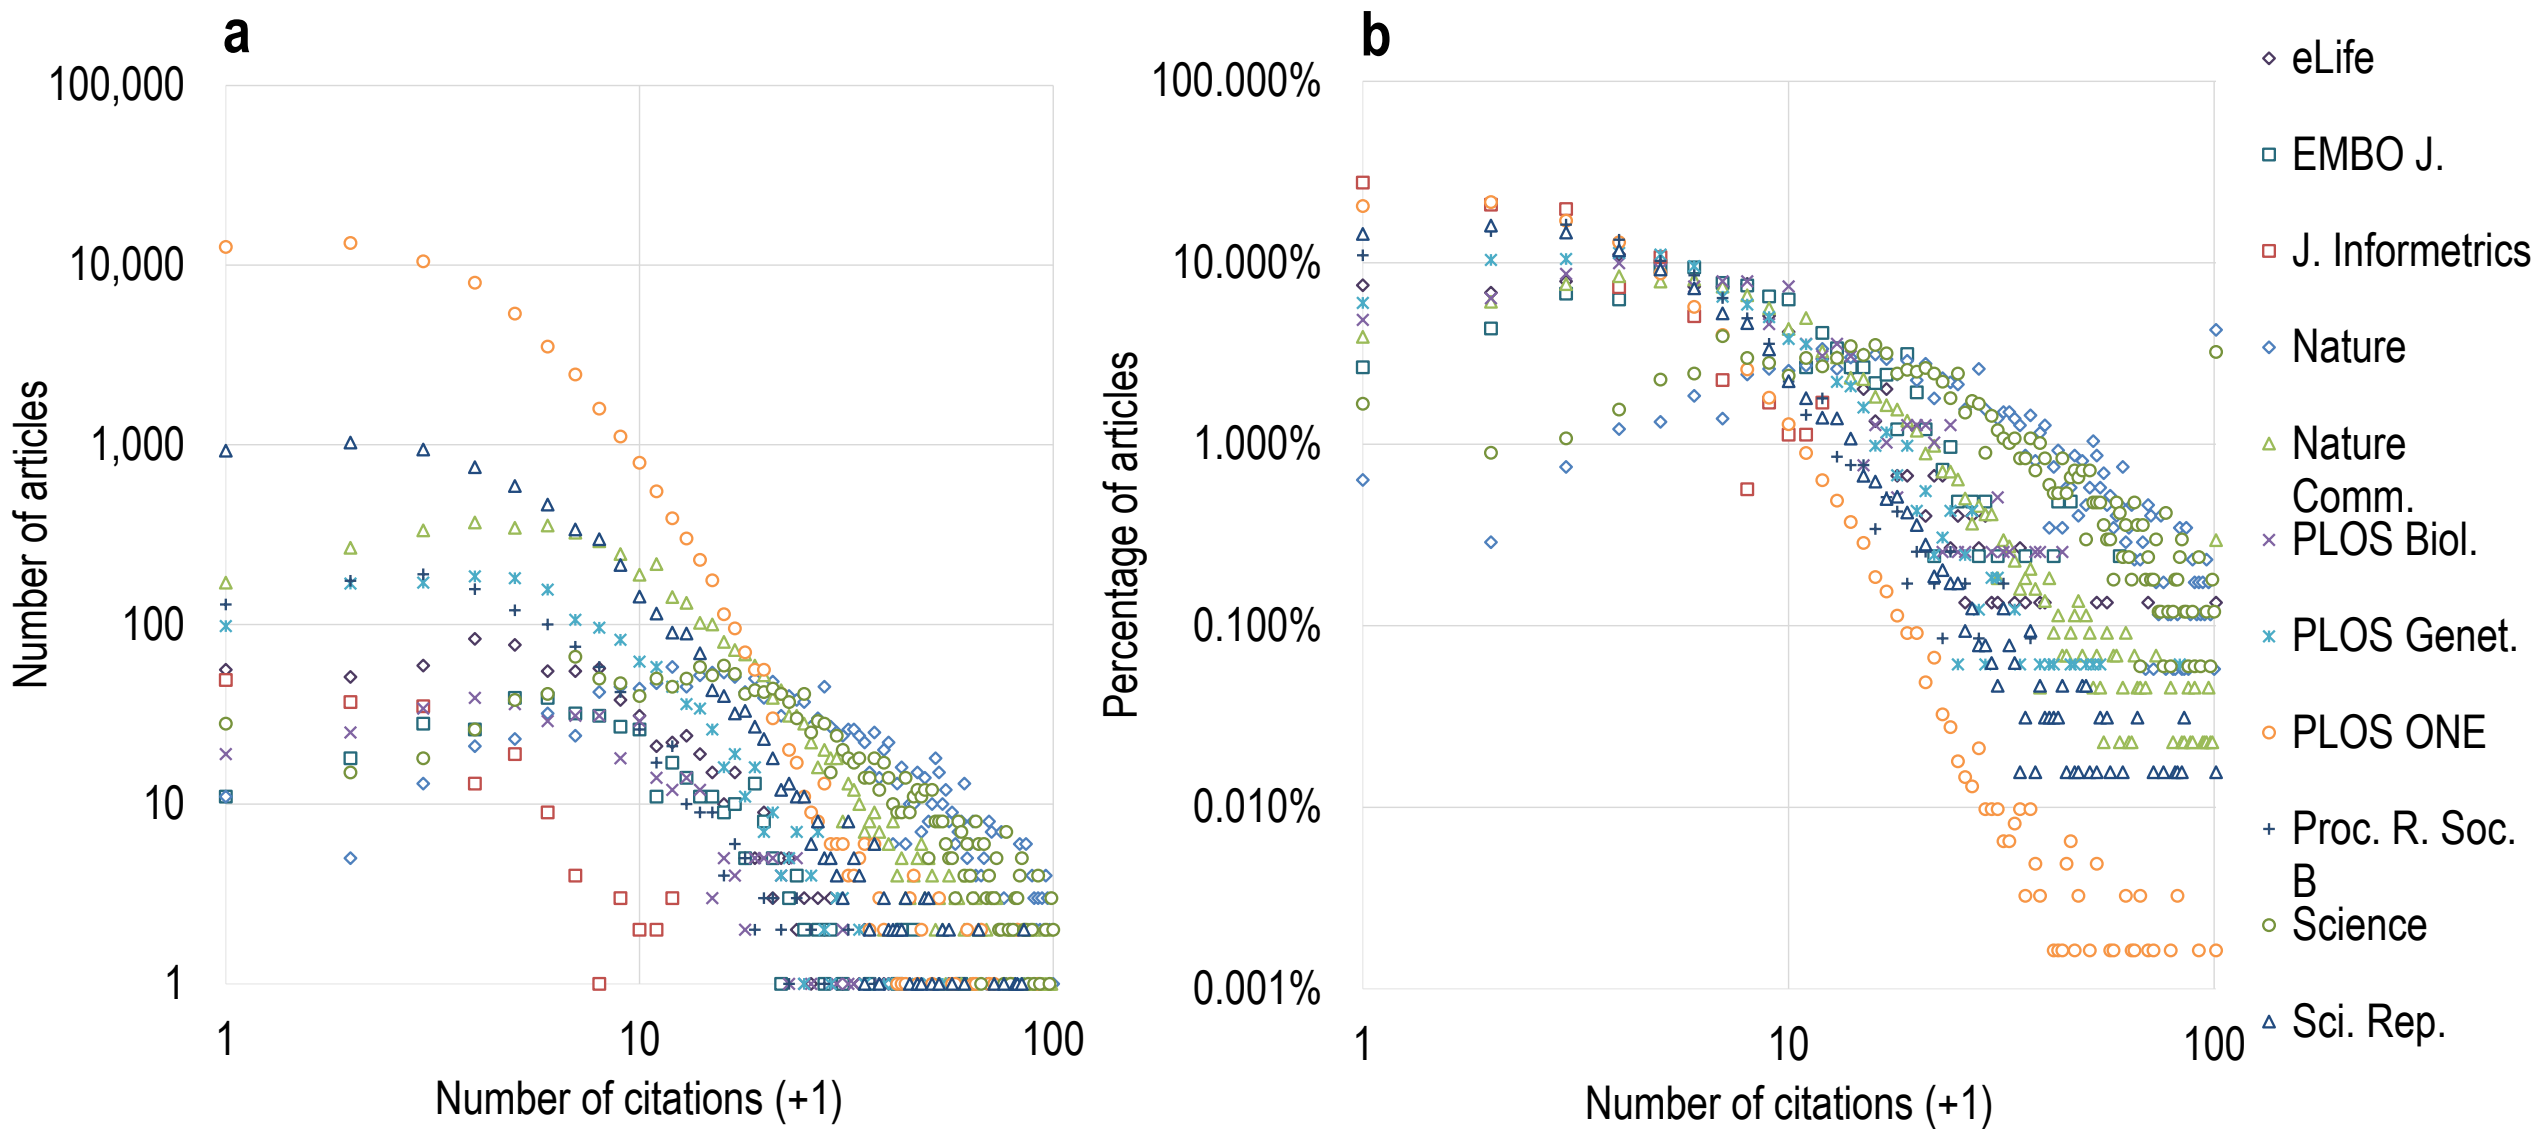 a
100,000
10,000
1,000
100
10
1
Number of articles
1
10
100
Number of citations (+1)
b
100.000%
10.000%
1.000%
0.100%
0.010%
0.001%
Percentage of articles
1
10
100
Number of citations (+1)
eLife
EMBO J.
J. Informetrics
Nature
Nature
Comm.
PLOS Biol.
PLOS Genet.
PLOS ONE
Proc. R. Soc.
B
Science
Sci. Rep.